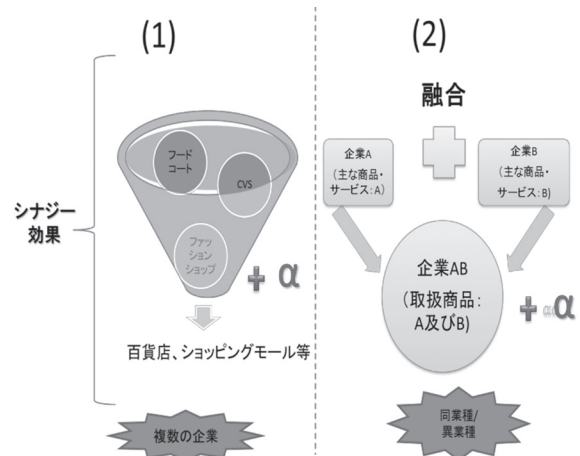 (1)
シナジー
効果
フード
コート
CVS
ファッ
ション
ショップ
+ α
百貨店、ショッピングモール等
複数の企業
(2)
融合
企業A
(主な商品・
サービス:A)
企業B
(主な商品・
サービス:B)
企業AB
(取扱商品:
A及びB)
+ α
同業種/
異業種